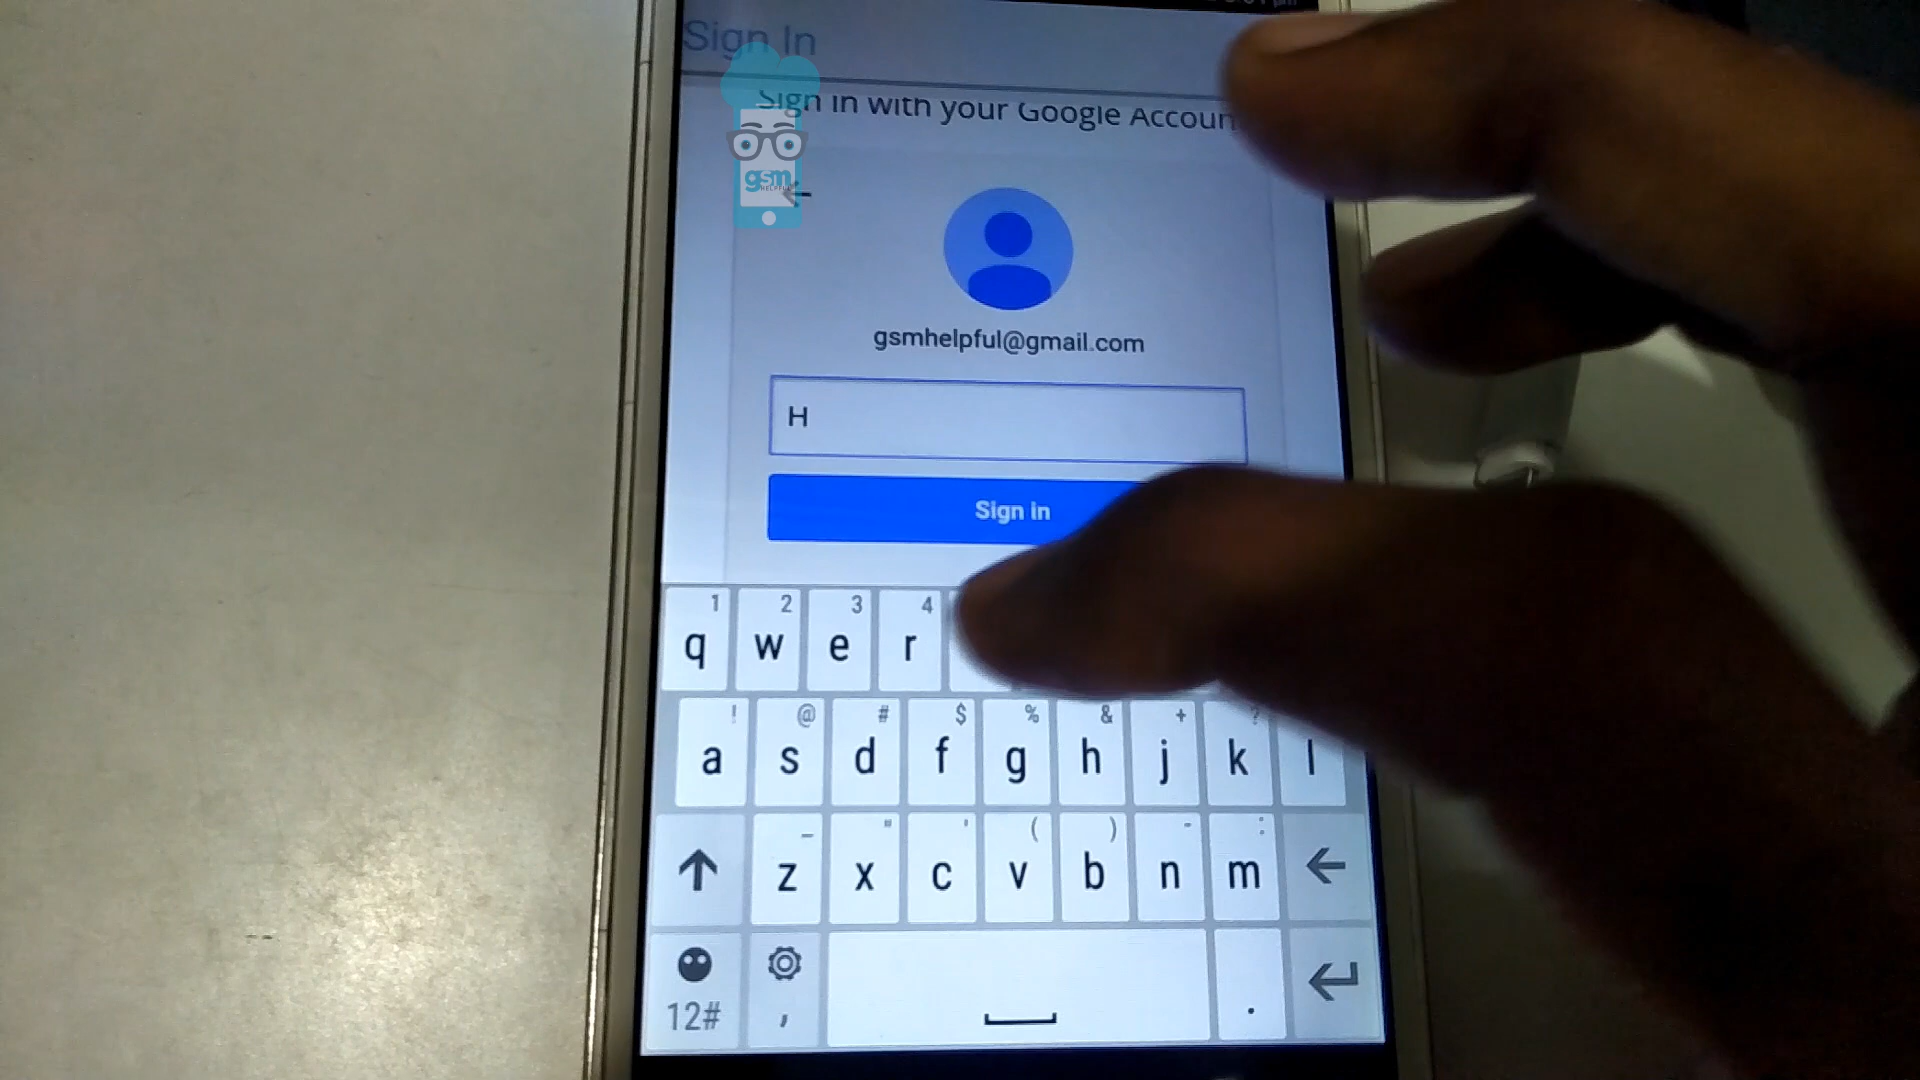 Sign In
Sign in with your Google Accoun
gsm
gsmhelpful@gmail.com
H
Sign in
1 2 3 4
q w e r
! @ # $ % & + ?
a s d f g h j k l
_ " ' ( ) - :
z x c v b n m
12# , .